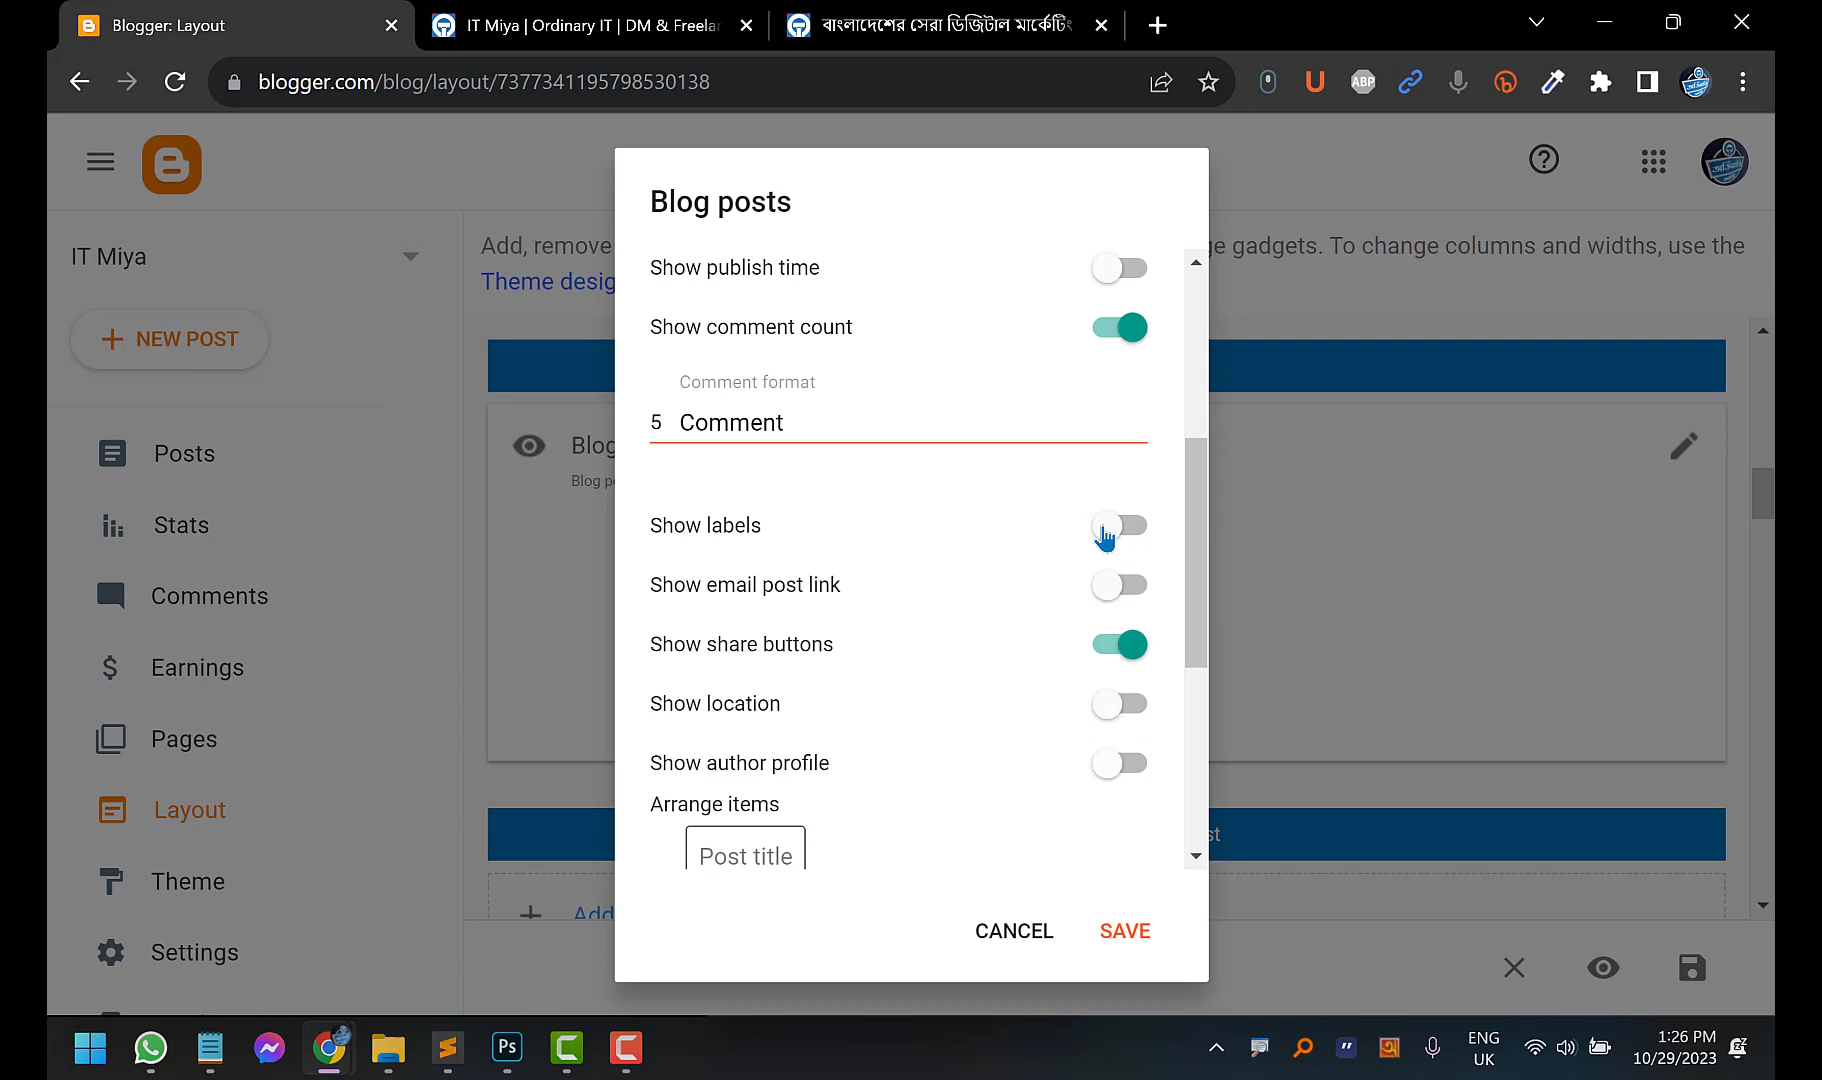 Blogger: Layout
IT Miya | Ordinary IT | DM & Freelar
বাংলাদেশের সেরা ডিজিটাল মার্কেটিং
blogger.com/blog/layout/7377341195798530138
ABP
IT Miya
NEW POST
Posts
Stats
Comments
Earnings
Pages
Layout
Theme
Settings
Add, remove
ge gadgets. To change columns and widths, use the
Theme desig
Blog
Blog p
st
Add
Blog posts
Show publish time
Show comment count
Comment format
5 Comment
Show labels
Show email post link
Show share buttons
Show location
Show author profile
Arrange items
Post title
CANCEL
SAVE
Ps
ENG
UK
1:26 PM
10/29/2023